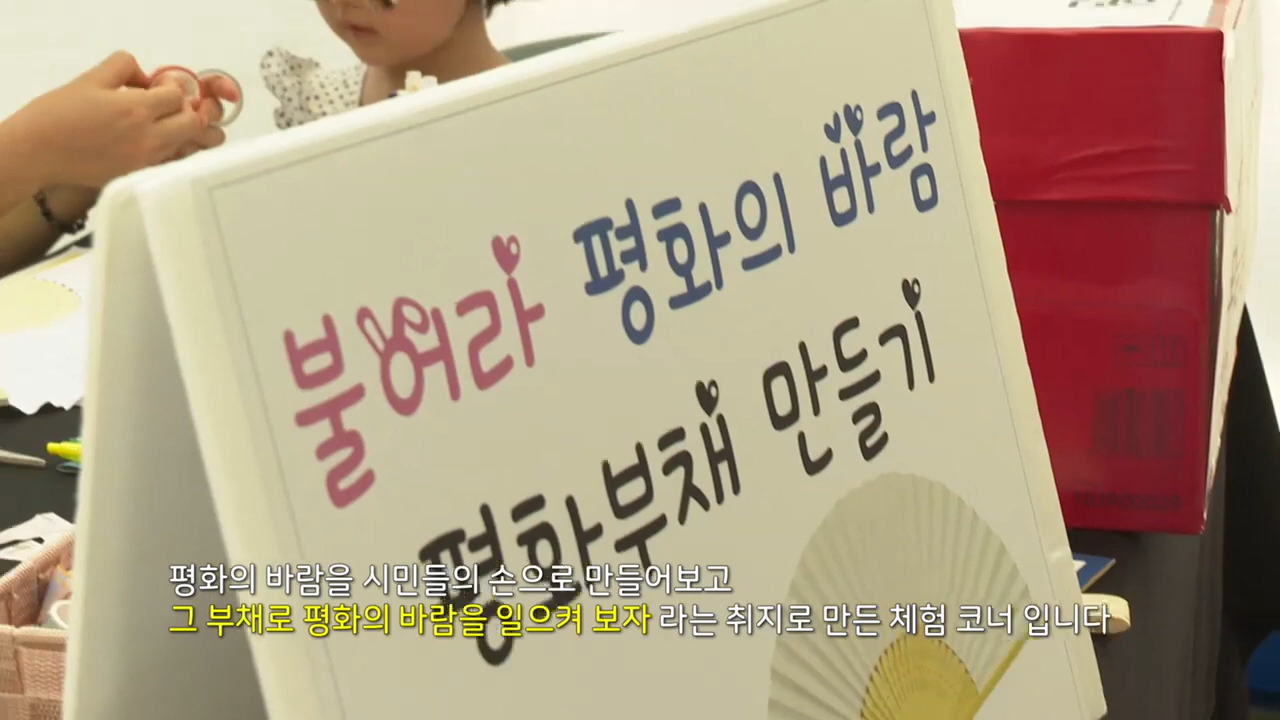 불어라 평화의 바람
평화부채 만들기
평화의 바람을 시민들의 손으로 만들어보고
그 부채로 평화의 바람을 일으켜 보자 라는 취지로 만든 체험 코너 입니다